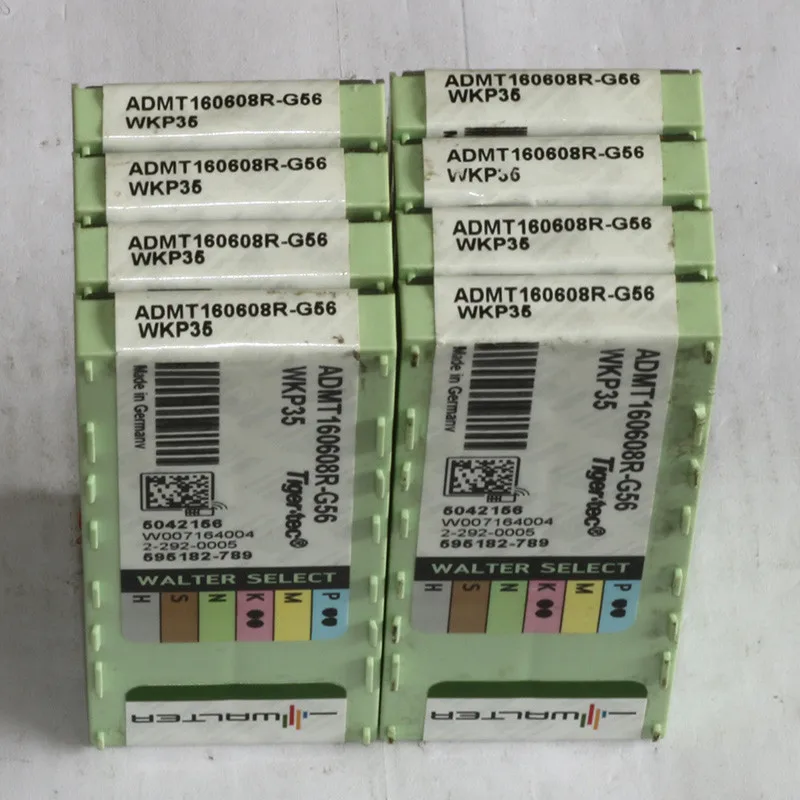 ADMT160608R-G56
WKP35
ADMT160608R-G56
WKP35
ADMT160608R-G56
WKP35
ADMT160608R-G56
WKP35
ADMT160608R-G56
WKP35
Made in Germany
5042156
W007164004
2-292-0005
595182-789
Tiger·tec®
WALTER SELECT
H S N K M P
WALTER
ADMT160608R-G56
WKP35
ADMT160608R-G56
WKP35
ADMT160608R-G56
WKP35
ADMT160608R-G56
WKP35
ADMT160608R-G56
WKP35
Made in Germany
5042156
W007164004
2-292-0005
595182-789
Tiger·tec®
WALTER SELECT
H S N K M P
WALTER